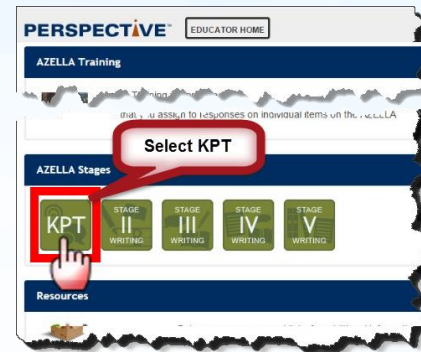 PERSPECTIVE™ EDUCATOR HOME
AZELLA Training
that you assign to responses on individual items on the AZELLA
Select KPT
AZELLA Stages
KPT
STAGE II WRITING
STAGE III WRITING
STAGE IV WRITING
STAGE V WRITING
Resources